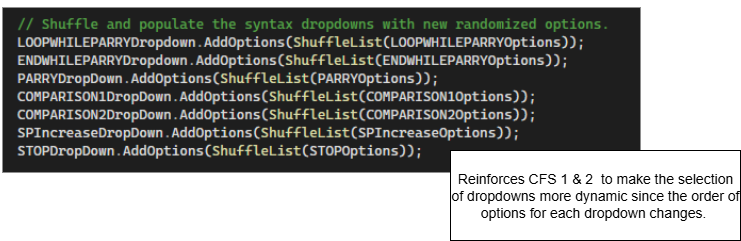 // Shuffle and populate the syntax dropdowns with new randomized options.
LOOPWHILEPARRYDropdown.AddOptions(ShuffleList(LOOPWHILEPARRYOptions));
ENDWHILEPARRYDropdown.AddOptions(ShuffleList(ENDWHILEPARRYOptions));
PARRYDropDown.AddOptions(ShuffleList(PARRYOptions));
COMPARISON1DropDown.AddOptions(ShuffleList(COMPARISON1Options));
COMPARISON2DropDown.AddOptions(ShuffleList(COMPARISON2Options));
SPIncreaseDropDown.AddOptions(ShuffleList(SPIncreaseOptions));
STOPDropDown.AddOptions(ShuffleList(STOPOptions));
Reinforces CFS 1 & 2  to make the selection
of dropdowns more dynamic since the order of
options for each dropdown changes.